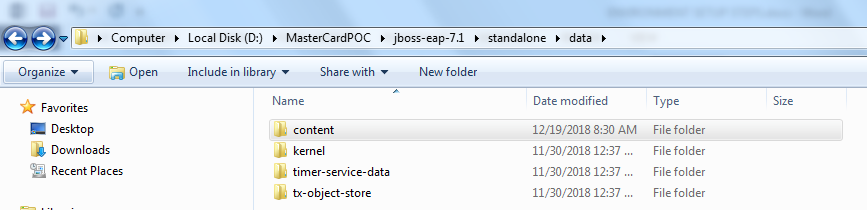 Computer ▸ Local Disk (D:) ▸ MasterCardPOC ▸ jboss-eap-7.1 ▸ standalone ▸ data ▸
Organize ▾ Open Include in library ▾ Share with ▾ New folder
Favorites
Desktop
Downloads
Recent Places
Name Date modified Type Size
content 12/19/2018 8:30 AM File folder
kernel 11/30/2018 12:37 ... File folder
timer-service-data 11/30/2018 12:37 ... File folder
tx-object-store 11/30/2018 12:37 ... File folder